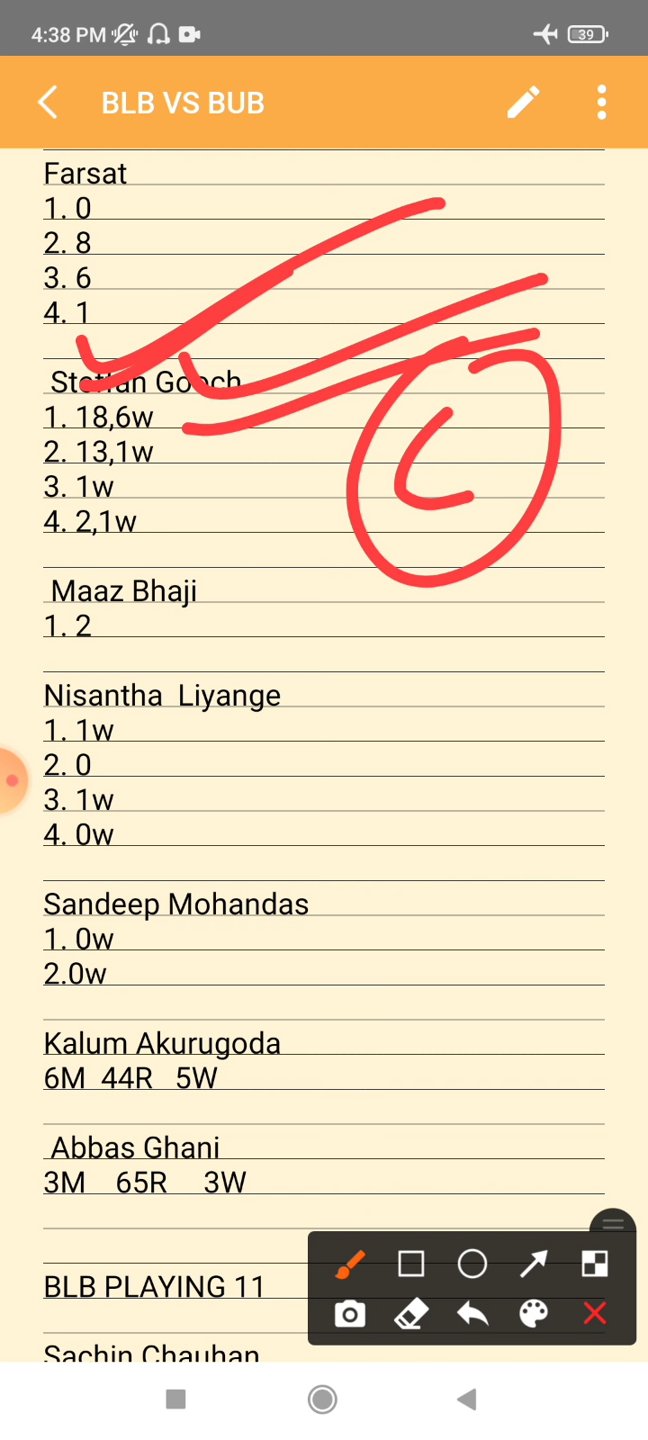 4:38 PM
39
BLB VS BUB
Farsat
1. 0
2. 8
3. 6
4. 1
Steffan Gooch
1. 18,6w
2. 13,1w
3. 1w
4. 2,1w
C
Maaz Bhaji
1. 2
Nisantha Liyange
1. 1w
2. 0
3. 1w
4. 0w
Sandeep Mohandas
1. 0w
2.0w
Kalum Akurugoda
6M 44R 5W
Abbas Ghani
3M 65R 3W
BLB PLAYING 11
Sachin Chauhan